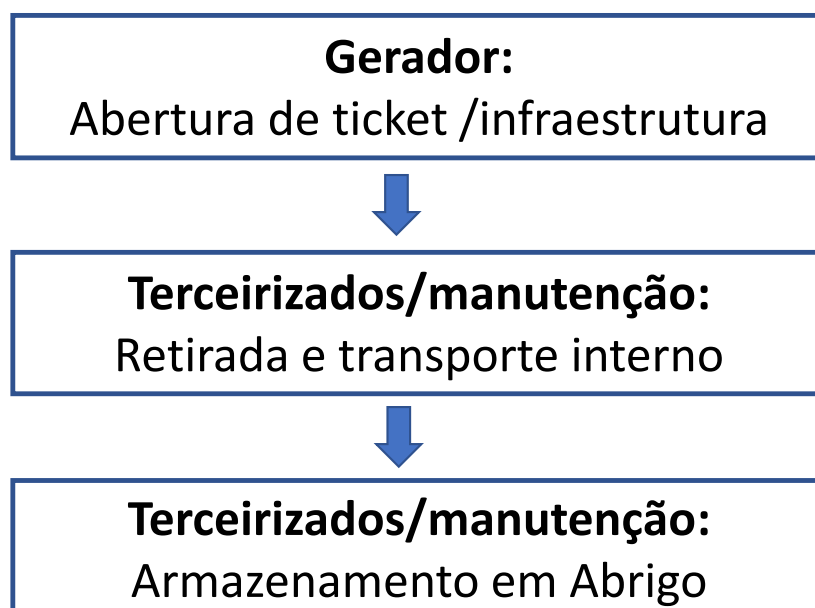 Gerador:
Abertura de ticket /infraestrutura
Terceirizados/manutenção:
Retirada e transporte interno
Terceirizados/manutenção:
Armazenamento em Abrigo